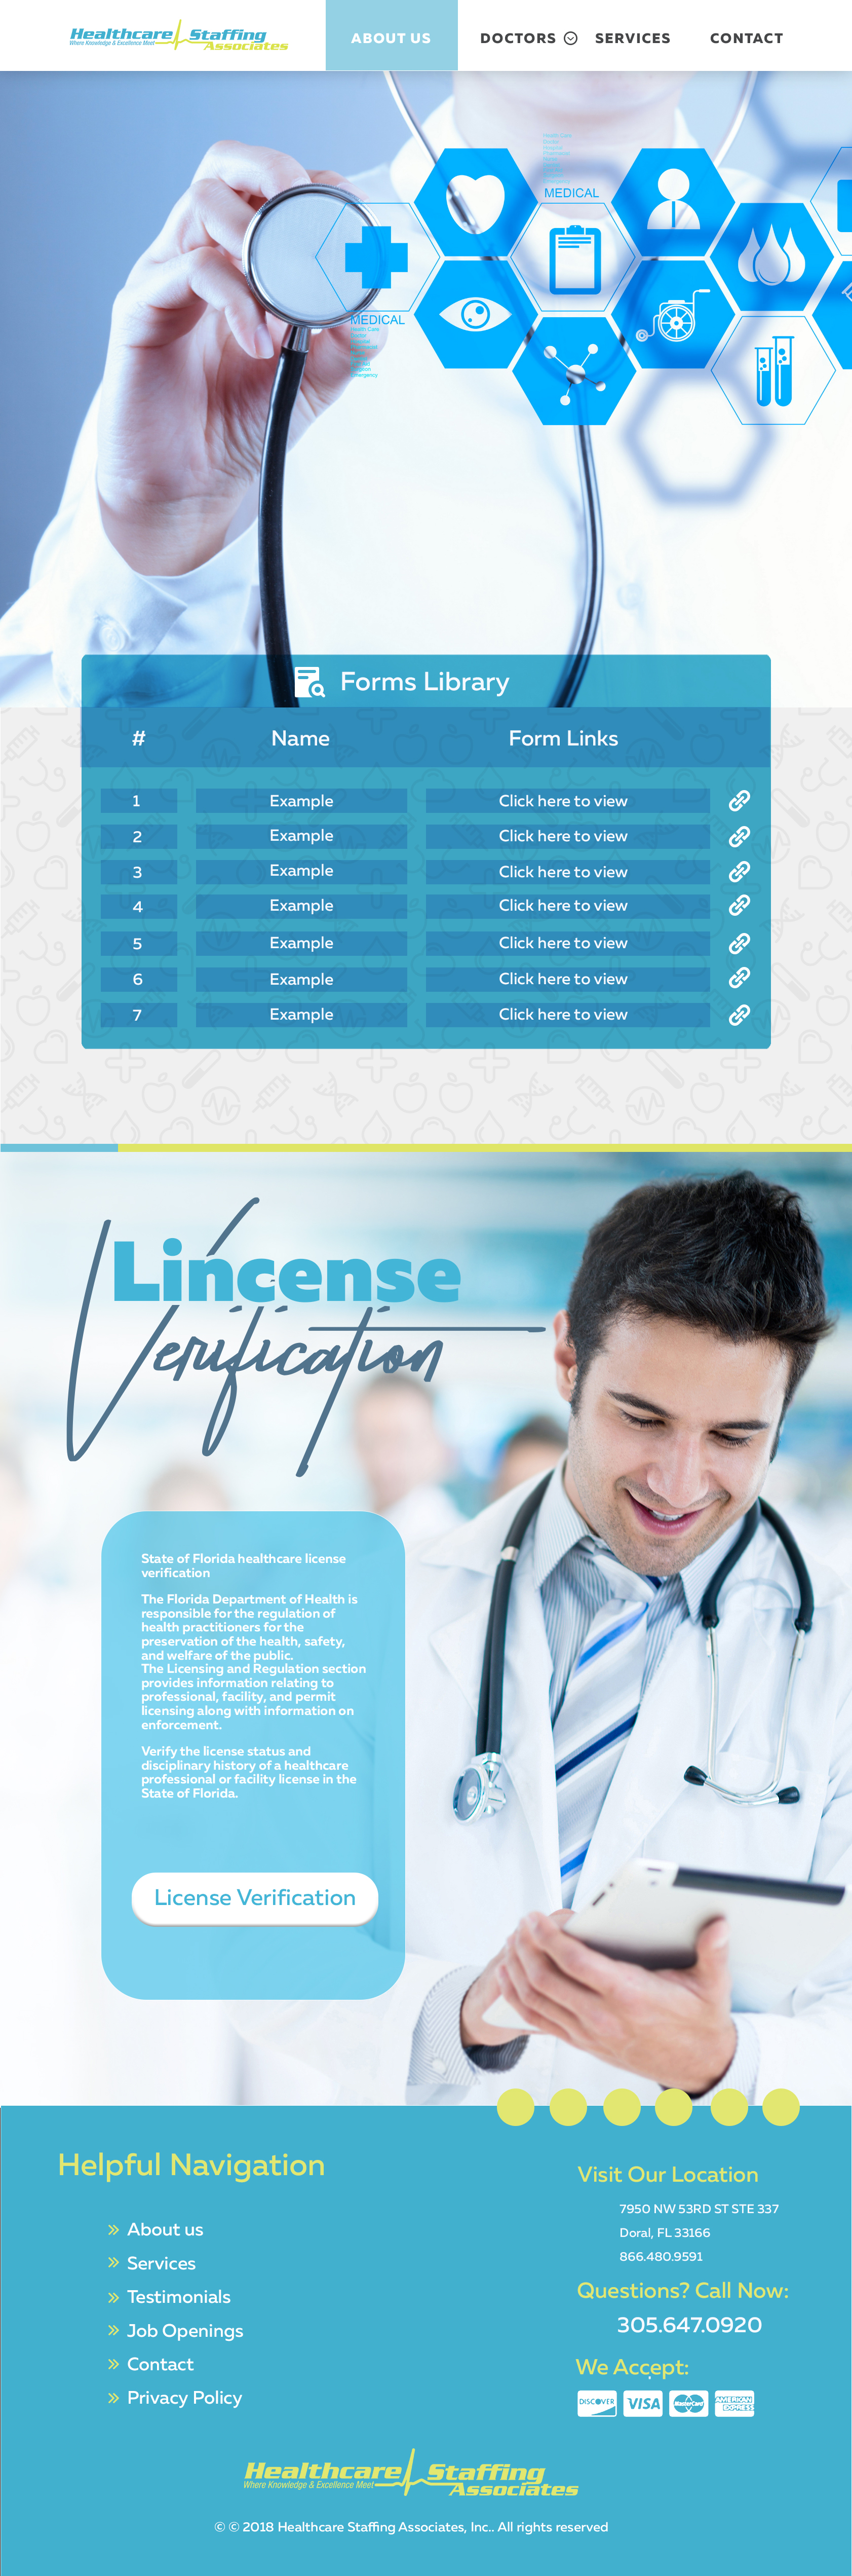 Healthcare Staffing
Where Knowledge & Excellence Meet Associates
ABOUT US DOCTORS SERVICES CONTACT
Health Care
Doctor
Hospital
MEDICAL
MEDICAL
Health Care
Emergency
Forms Library
# Name Form Links
1 Example Click here to view
2 Example Click here to view
3 Example Click here to view
4 Example Click here to view
5 Example Click here to view
6 Example Click here to view
7 Example Click here to view
Lincense
Verification
State of Florida healthcare license
verification
The Florida Department of Health is
responsible for the regulation of
health practitioners for the
preservation of the health, safety,
and welfare of the public.
The Licensing and Regulation section
provides information relating to
professional, facility, and permit
licensing along with information on
enforcement.
Verify the license status and
disciplinary history of a healthcare
professional or facility license in the
State of Florida.
License Verification
Helpful Navigation
» About us
» Services
» Testimonials
» Job Openings
» Contact
» Privacy Policy
Visit Our Location
7950 NW 53RD ST STE 337
Doral, FL 33166
866.480.9591
Questions? Call Now:
305.647.0920
We Accept:
DISCOVER VISA MasterCard AMERICAN EXPRESS
Healthcare Staffing
Where Knowledge & Excellence Meet Associates
© © 2018 Healthcare Staffing Associates, Inc.. All rights reserved